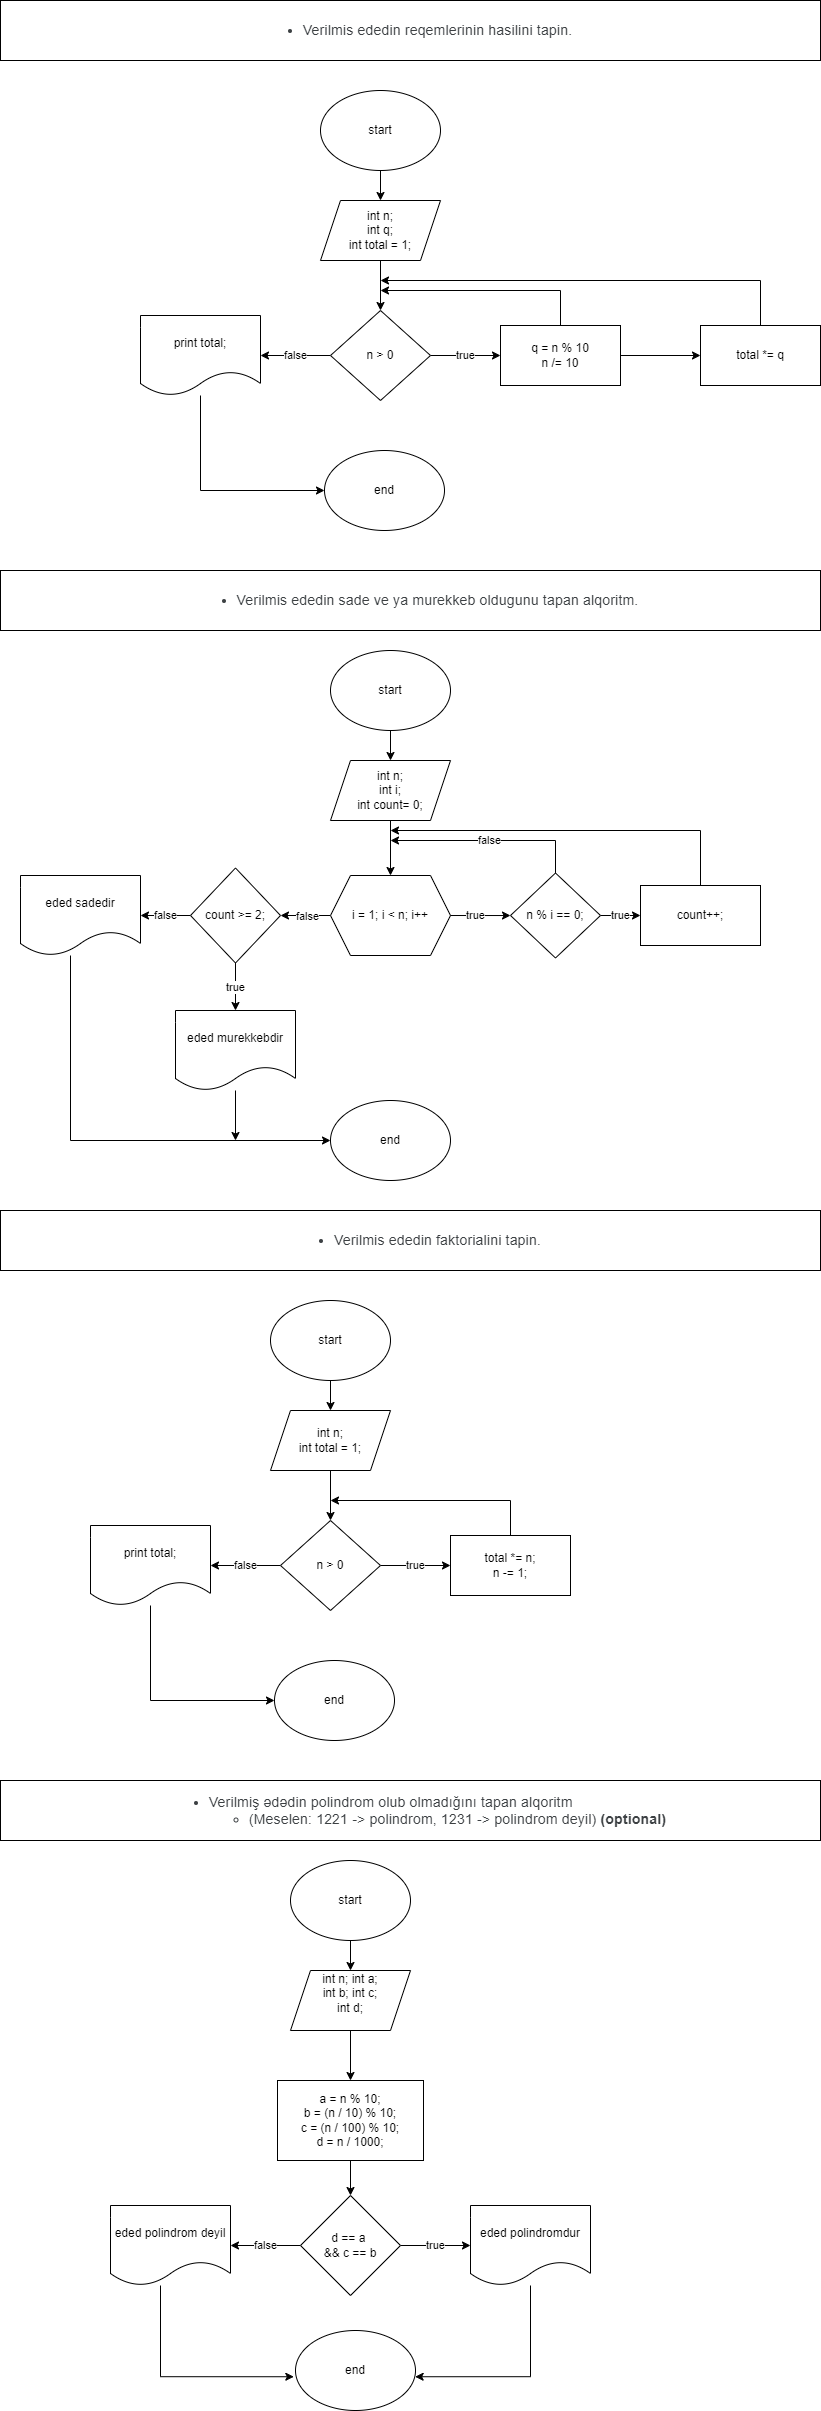 • Verilmis ededin reqemlerinin hasilini tapin.
start
int n;
int q;
int total = 1;
print total;
false
n > 0
true
q = n % 10
n /= 10
total *= q
end
• Verilmis ededin sade ve ya murekkeb oldugunu tapan alqoritm.
start
int n;
int i;
int count= 0;
false
eded sadedir
false
count >= 2;
false
i = 1; i < n; i++
true
n % i == 0;
true
count++;
true
eded murekkebdir
end
• Verilmis ededin faktorialini tapin.
start
int n;
int total = 1;
print total;
false
n > 0
true
total *= n;
n -= 1;
end
• Verilmiş ədədin polindrom olub olmadığını tapan alqoritm
◦ (Meselen: 1221 -> polindrom, 1231 -> polindrom deyil) (optional)
start
int n; int a;
int b; int c;
int d;
a = n % 10;
b = (n / 10) % 10;
c = (n / 100) % 10;
d = n / 1000;
eded polindrom deyil
false
d == a
&& c == b
true
eded polindromdur
end